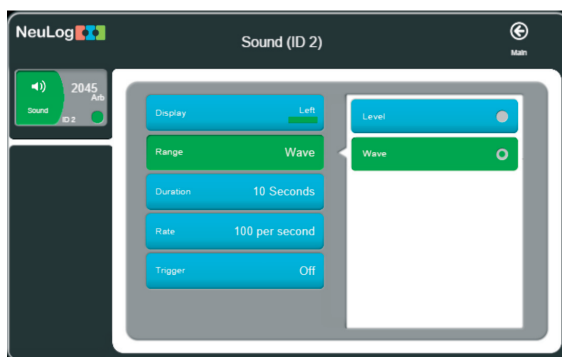 NeuLog
Sound (ID 2)
Main
2045
Arb
Sound
ID 2
Display Left
Range Wave
Duration 10 Seconds
Rate 100 per second
Trigger Off
Level
Wave